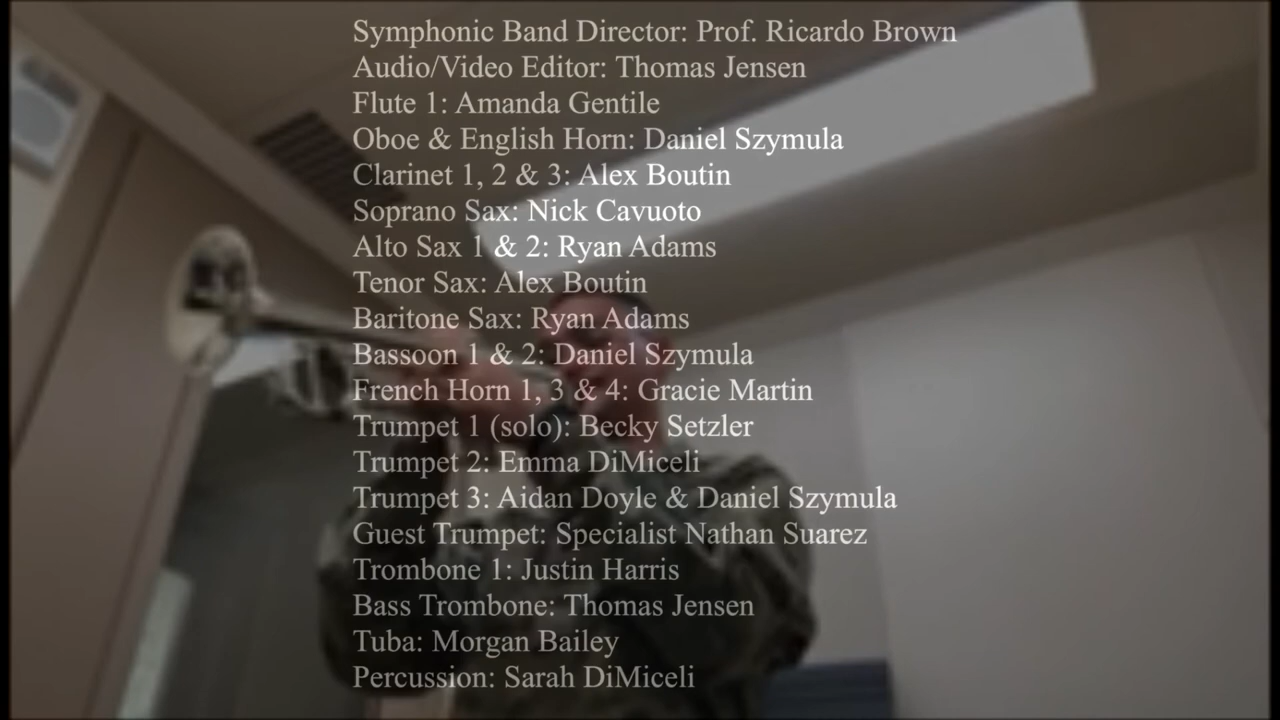 Symphonic Band Director: Prof. Ricardo Brown
Audio/Video Editor: Thomas Jensen
Flute 1: Amanda Gentile
Oboe & English Horn: Daniel Szymula
Clarinet 1, 2 & 3: Alex Boutin
Soprano Sax: Nick Cavuoto
Alto Sax 1 & 2: Ryan Adams
Tenor Sax: Alex Boutin
Baritone Sax: Ryan Adams
Bassoon 1 & 2: Daniel Szymula
French Horn 1, 3 & 4: Gracie Martin
Trumpet 1 (solo): Becky Setzler
Trumpet 2: Emma DiMiceli
Trumpet 3: Aidan Doyle & Daniel Szymula
Guest Trumpet: Specialist Nathan Suarez
Trombone 1: Justin Harris
Bass Trombone: Thomas Jensen
Tuba: Morgan Bailey
Percussion: Sarah DiMiceli